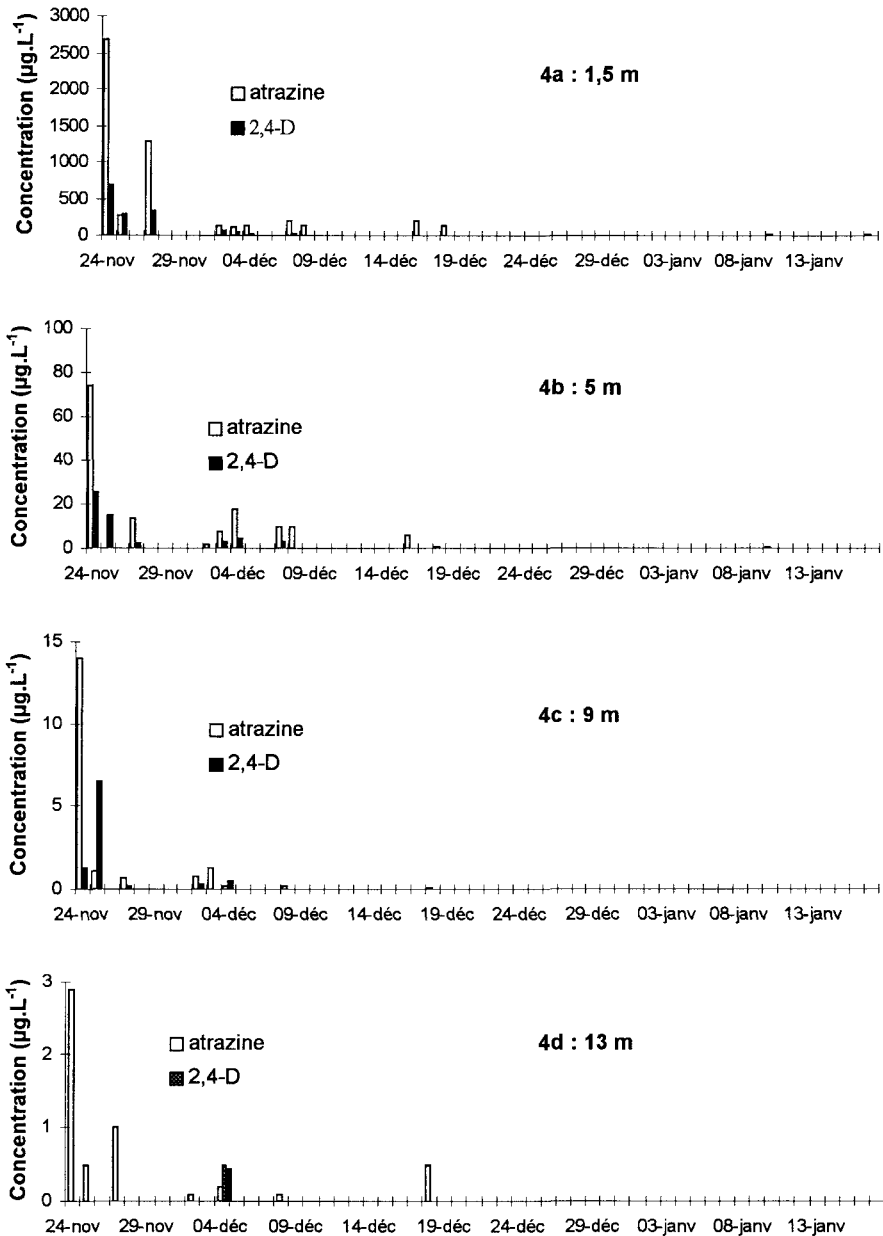 Concentration (µg.L⁻¹)
3000
2500
2000
1500
1000
500
0
4a : 1,5 m
atrazine
2,4-D
24-nov 29-nov 04-déc 09-déc 14-déc 19-déc 24-déc 29-déc 03-janv 08-janv 13-janv
Concentration (µg.L⁻¹)
100
80
60
40
20
0
4b : 5 m
atrazine
2,4-D
24-nov 29-nov 04-déc 09-déc 14-déc 19-déc 24-déc 29-déc 03-janv 08-janv 13-janv
Concentration (µg.L⁻¹)
15
10
5
0
4c : 9 m
atrazine
2,4-D
24-nov 29-nov 04-déc 09-déc 14-déc 19-déc 24-déc 29-déc 03-janv 08-janv 13-janv
Concentration (µg.L⁻¹)
3
2
1
0
4d : 13 m
atrazine
2,4-D
24-nov 29-nov 04-déc 09-déc 14-déc 19-déc 24-déc 29-déc 03-janv 08-janv 13-janv